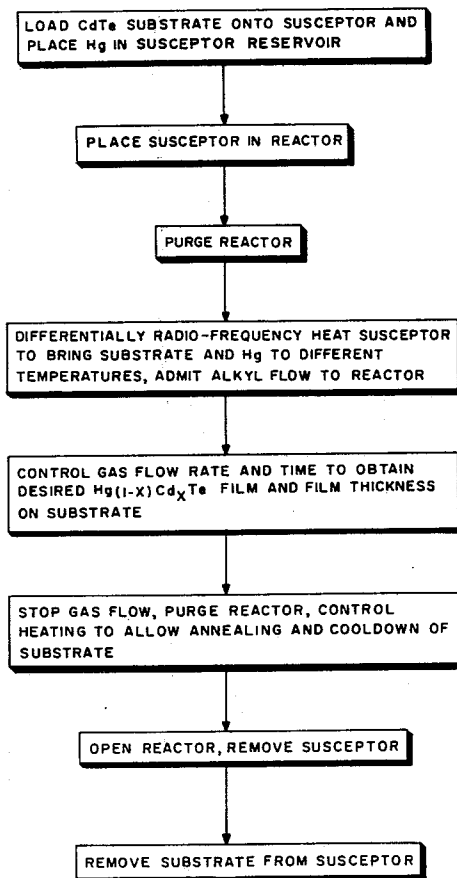 LOAD CdTe SUBSTRATE ONTO SUSCEPTOR AND
PLACE Hg IN SUSCEPTOR RESERVOIR
PLACE SUSCEPTOR IN REACTOR
PURGE REACTOR
DIFFERENTIALLY RADIO-FREQUENCY HEAT SUSCEPTOR
TO BRING SUBSTRATE AND Hg TO DIFFERENT
TEMPERATURES, ADMIT ALKYL FLOW TO REACTOR
CONTROL GAS FLOW RATE AND TIME TO OBTAIN
DESIRED Hg(I-X)CdXTe FILM AND FILM THICKNESS
ON SUBSTRATE
STOP GAS FLOW, PURGE REACTOR, CONTROL
HEATING TO ALLOW ANNEALING AND COOLDOWN OF
SUBSTRATE
OPEN REACTOR, REMOVE SUSCEPTOR
REMOVE SUBSTRATE FROM SUSCEPTOR